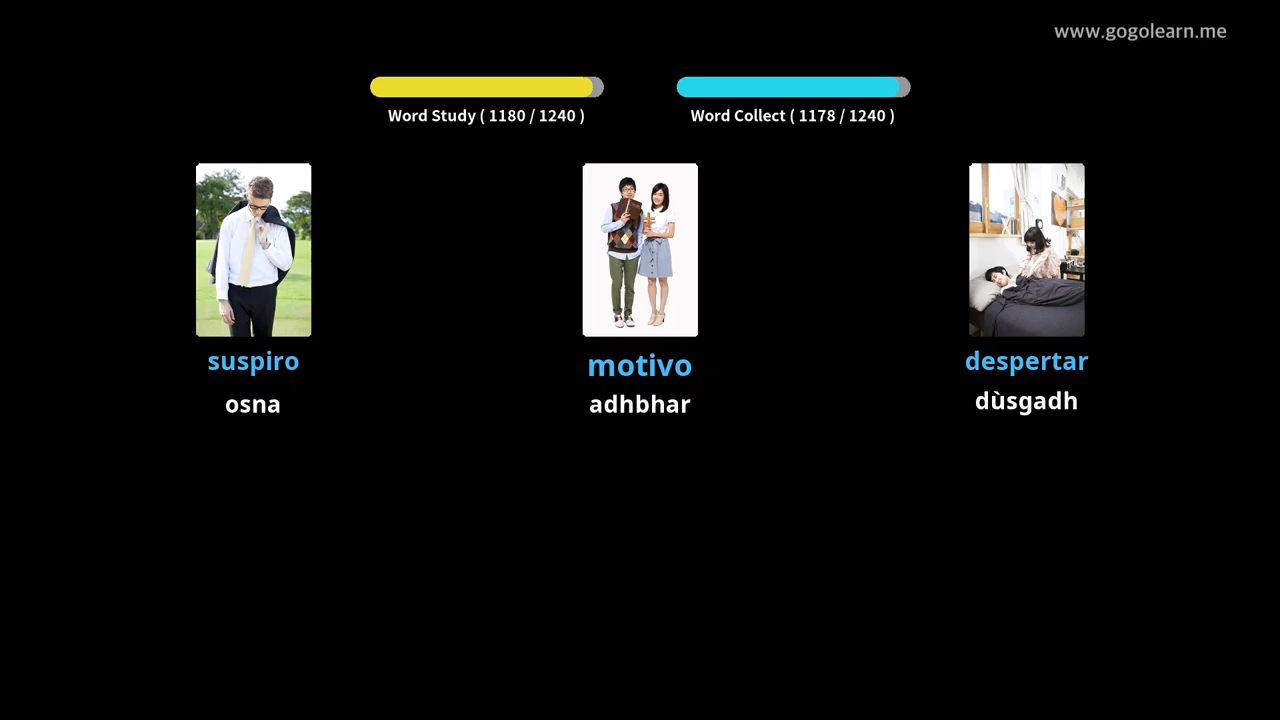 www.gogolearn.me
Word Study ( 1180 / 1240 )
Word Collect ( 1178 / 1240 )
suspiro
osna
motivo
adhbhar
despertar
dùsgadh